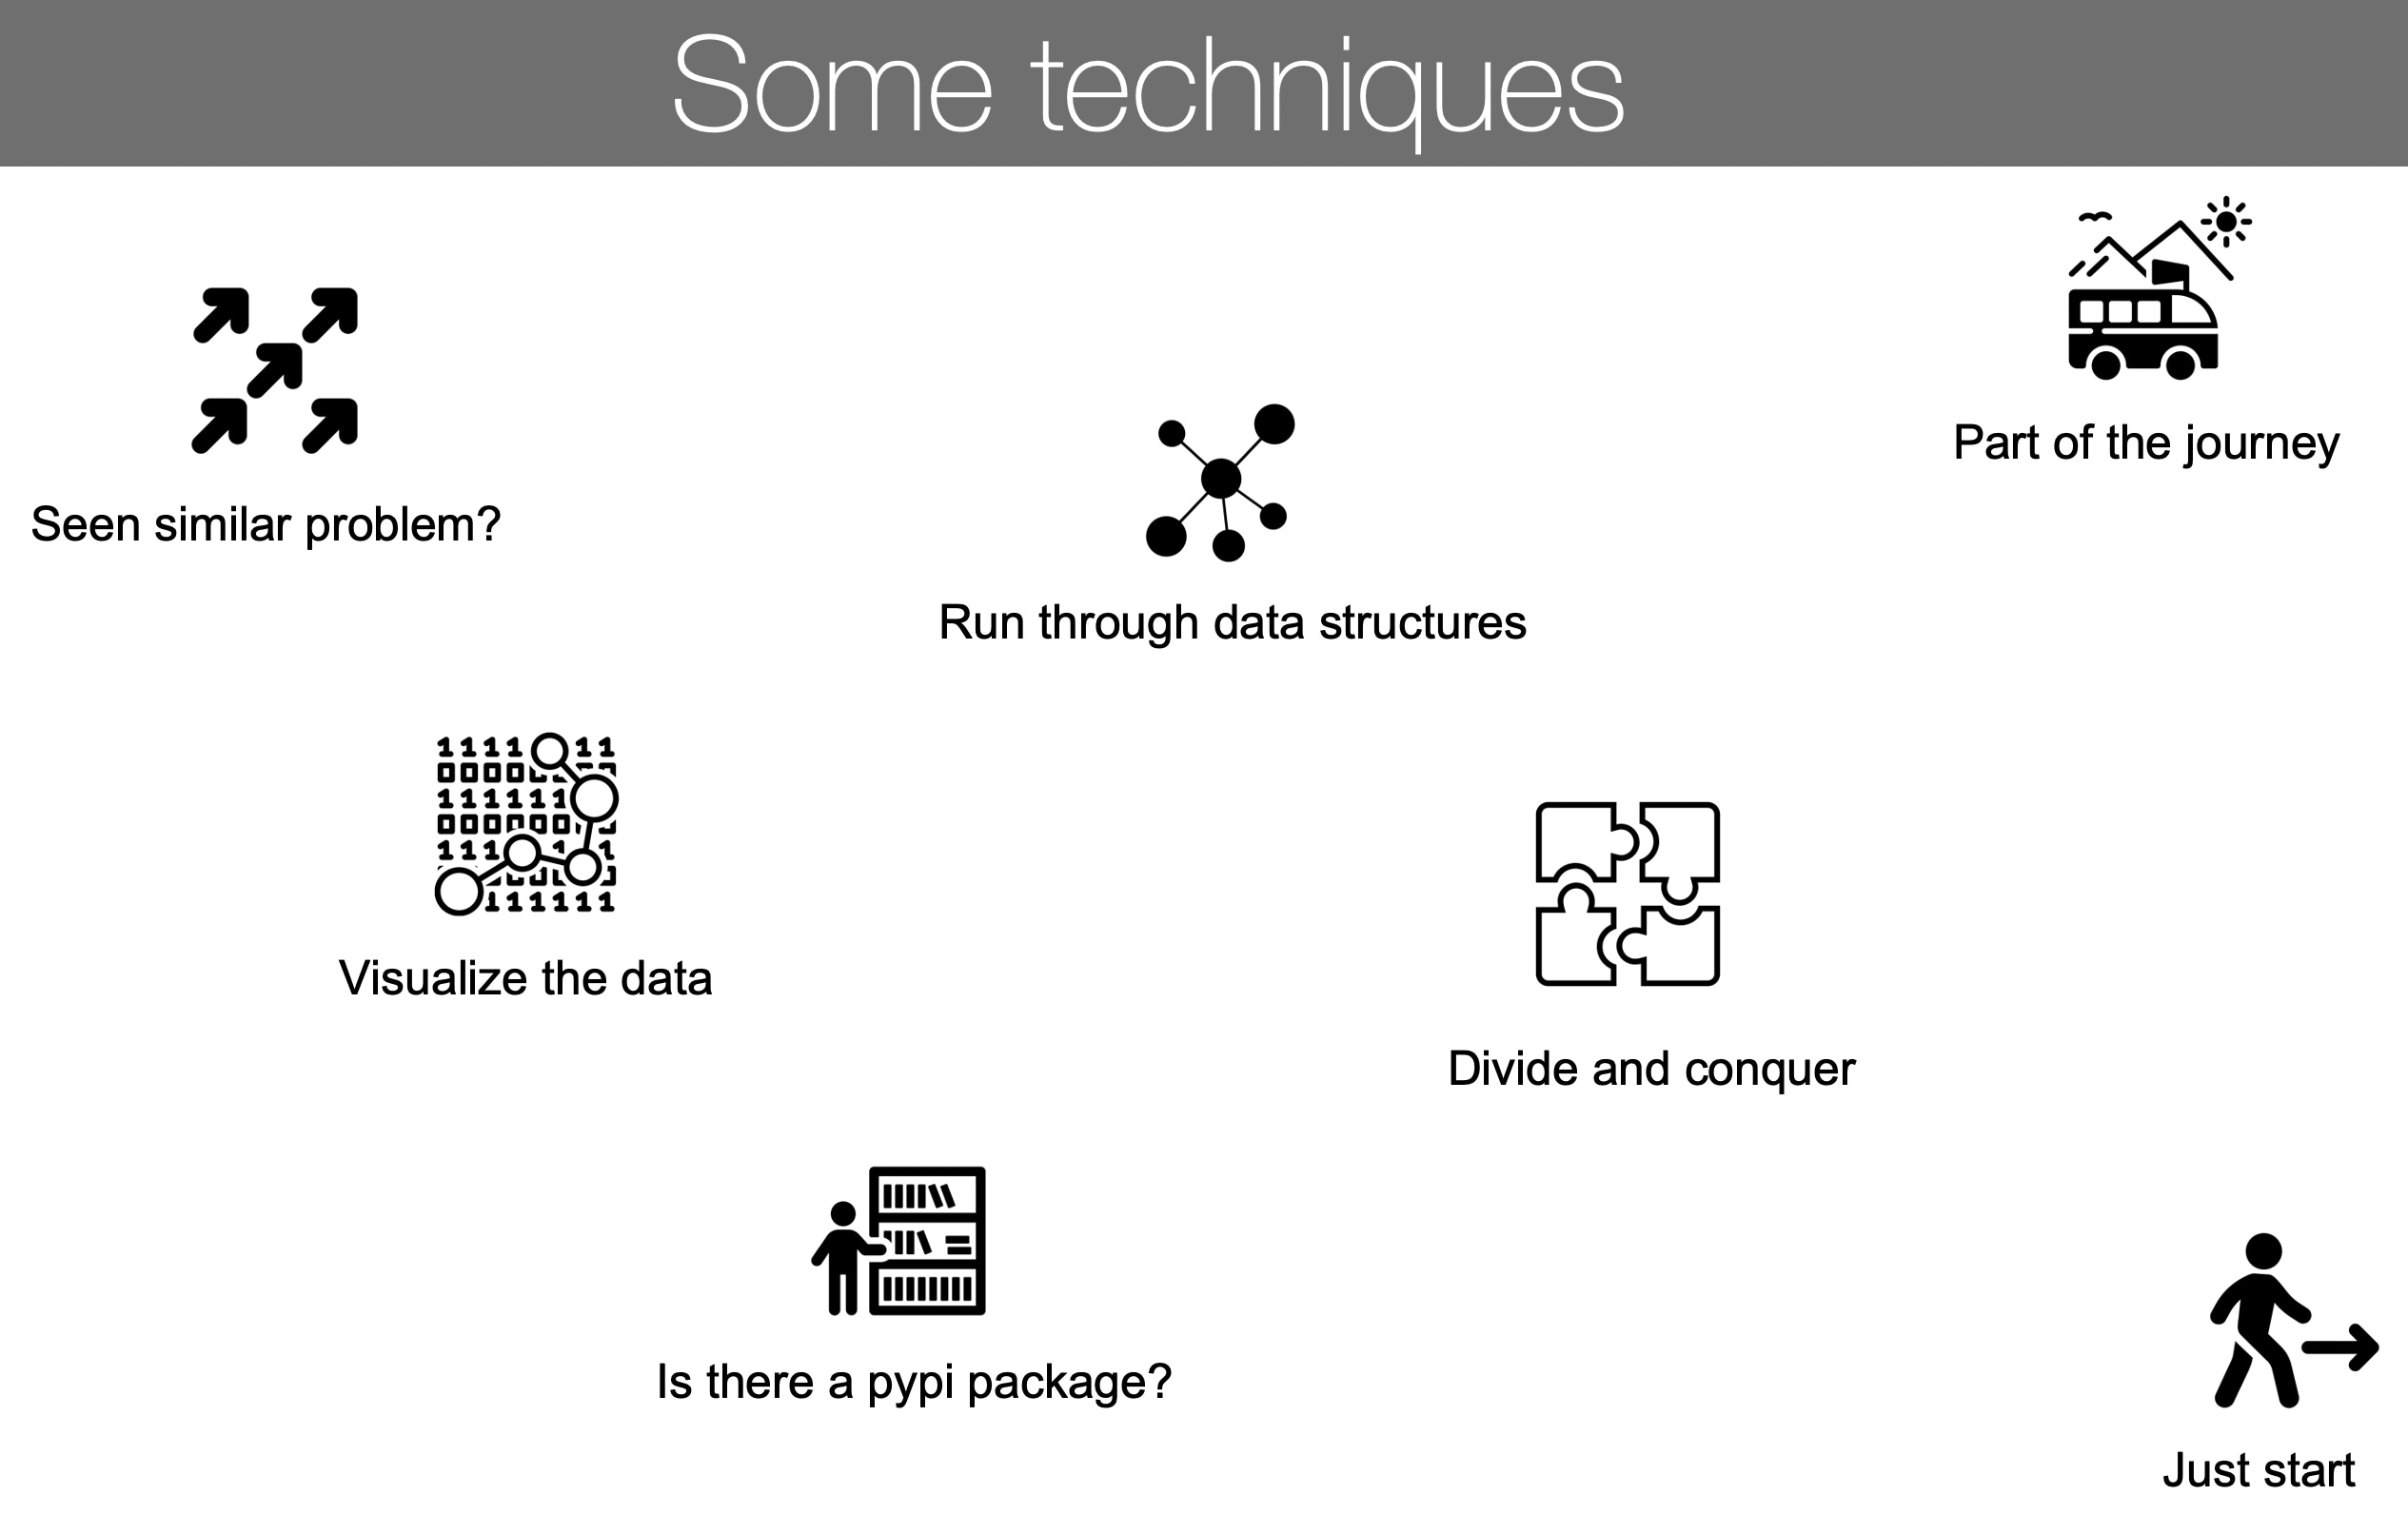 Some techniques
Part of the journey
Seen similar problem?
Run through data structures
Visualize the data
Divide and conquer
Is there a pypi package?
Just start